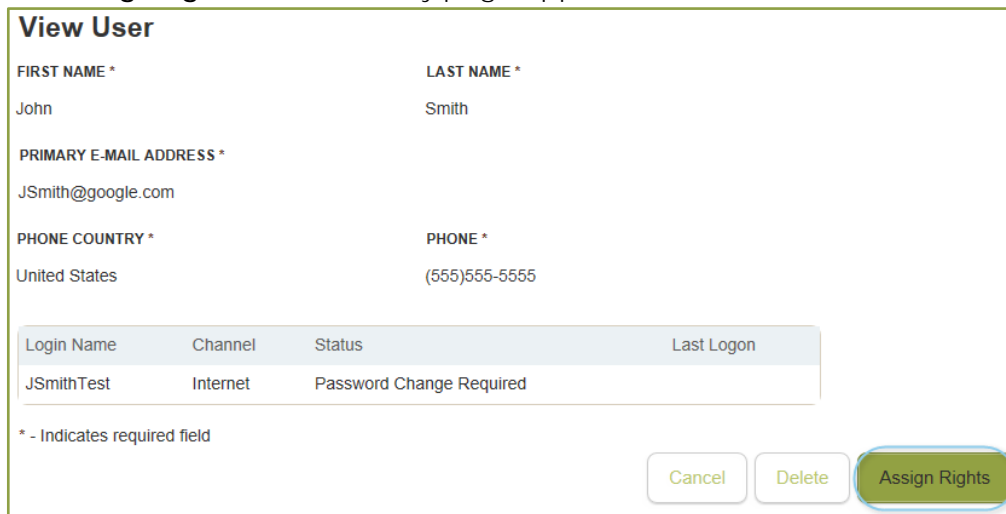 View User
FIRST NAME * LAST NAME *
John Smith
PRIMARY E-MAIL ADDRESS *
JSmith@google.com
PHONE COUNTRY * PHONE *
United States (555)555-5555
Login Name Channel Status Last Logon
JSmithTest Internet Password Change Required
* - Indicates required field
Cancel Delete Assign Rights